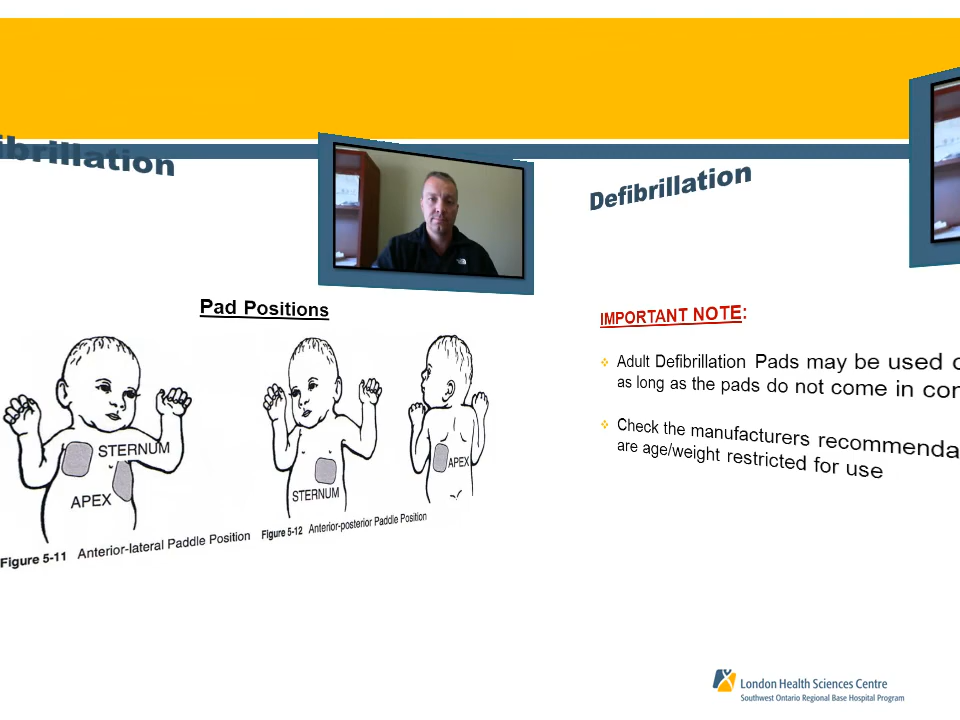 Defibrillation
Pad Positions
STERNUM
APEX
STERNUM
APEX
Figure 5-11 Anterior-lateral Paddle Position
Figure 5-12 Anterior-posterior Paddle Position
IMPORTANT NOTE:
Adult Defibrillation Pads may be used
as long as the pads do not come in
Check the manufacturers
are age/weight restricted for use
London Health Sciences Centre
Southwest Ontario Regional Base Hospital Program